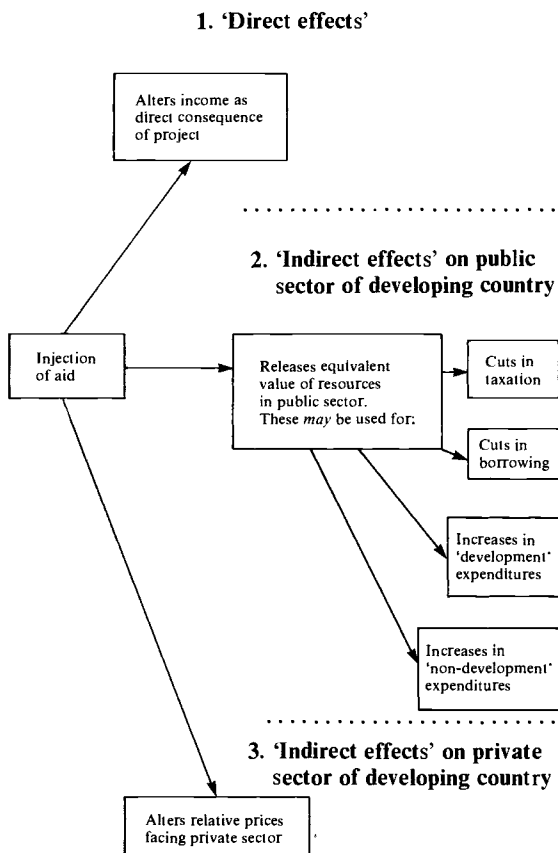 1. ‘Direct effects’
Alters income as
direct consequence
of project
2. ‘Indirect effects’ on public
sector of developing country
Injection
of aid
Releases equivalent
value of resources
in public sector.
These may be used for:
Cuts in
taxation
Cuts in
borrowing
Increases in
‘development’
expenditures
Increases in
‘non-development’
expenditures
3. ‘Indirect effects’ on private
sector of developing country
Alters relative prices
facing private sector